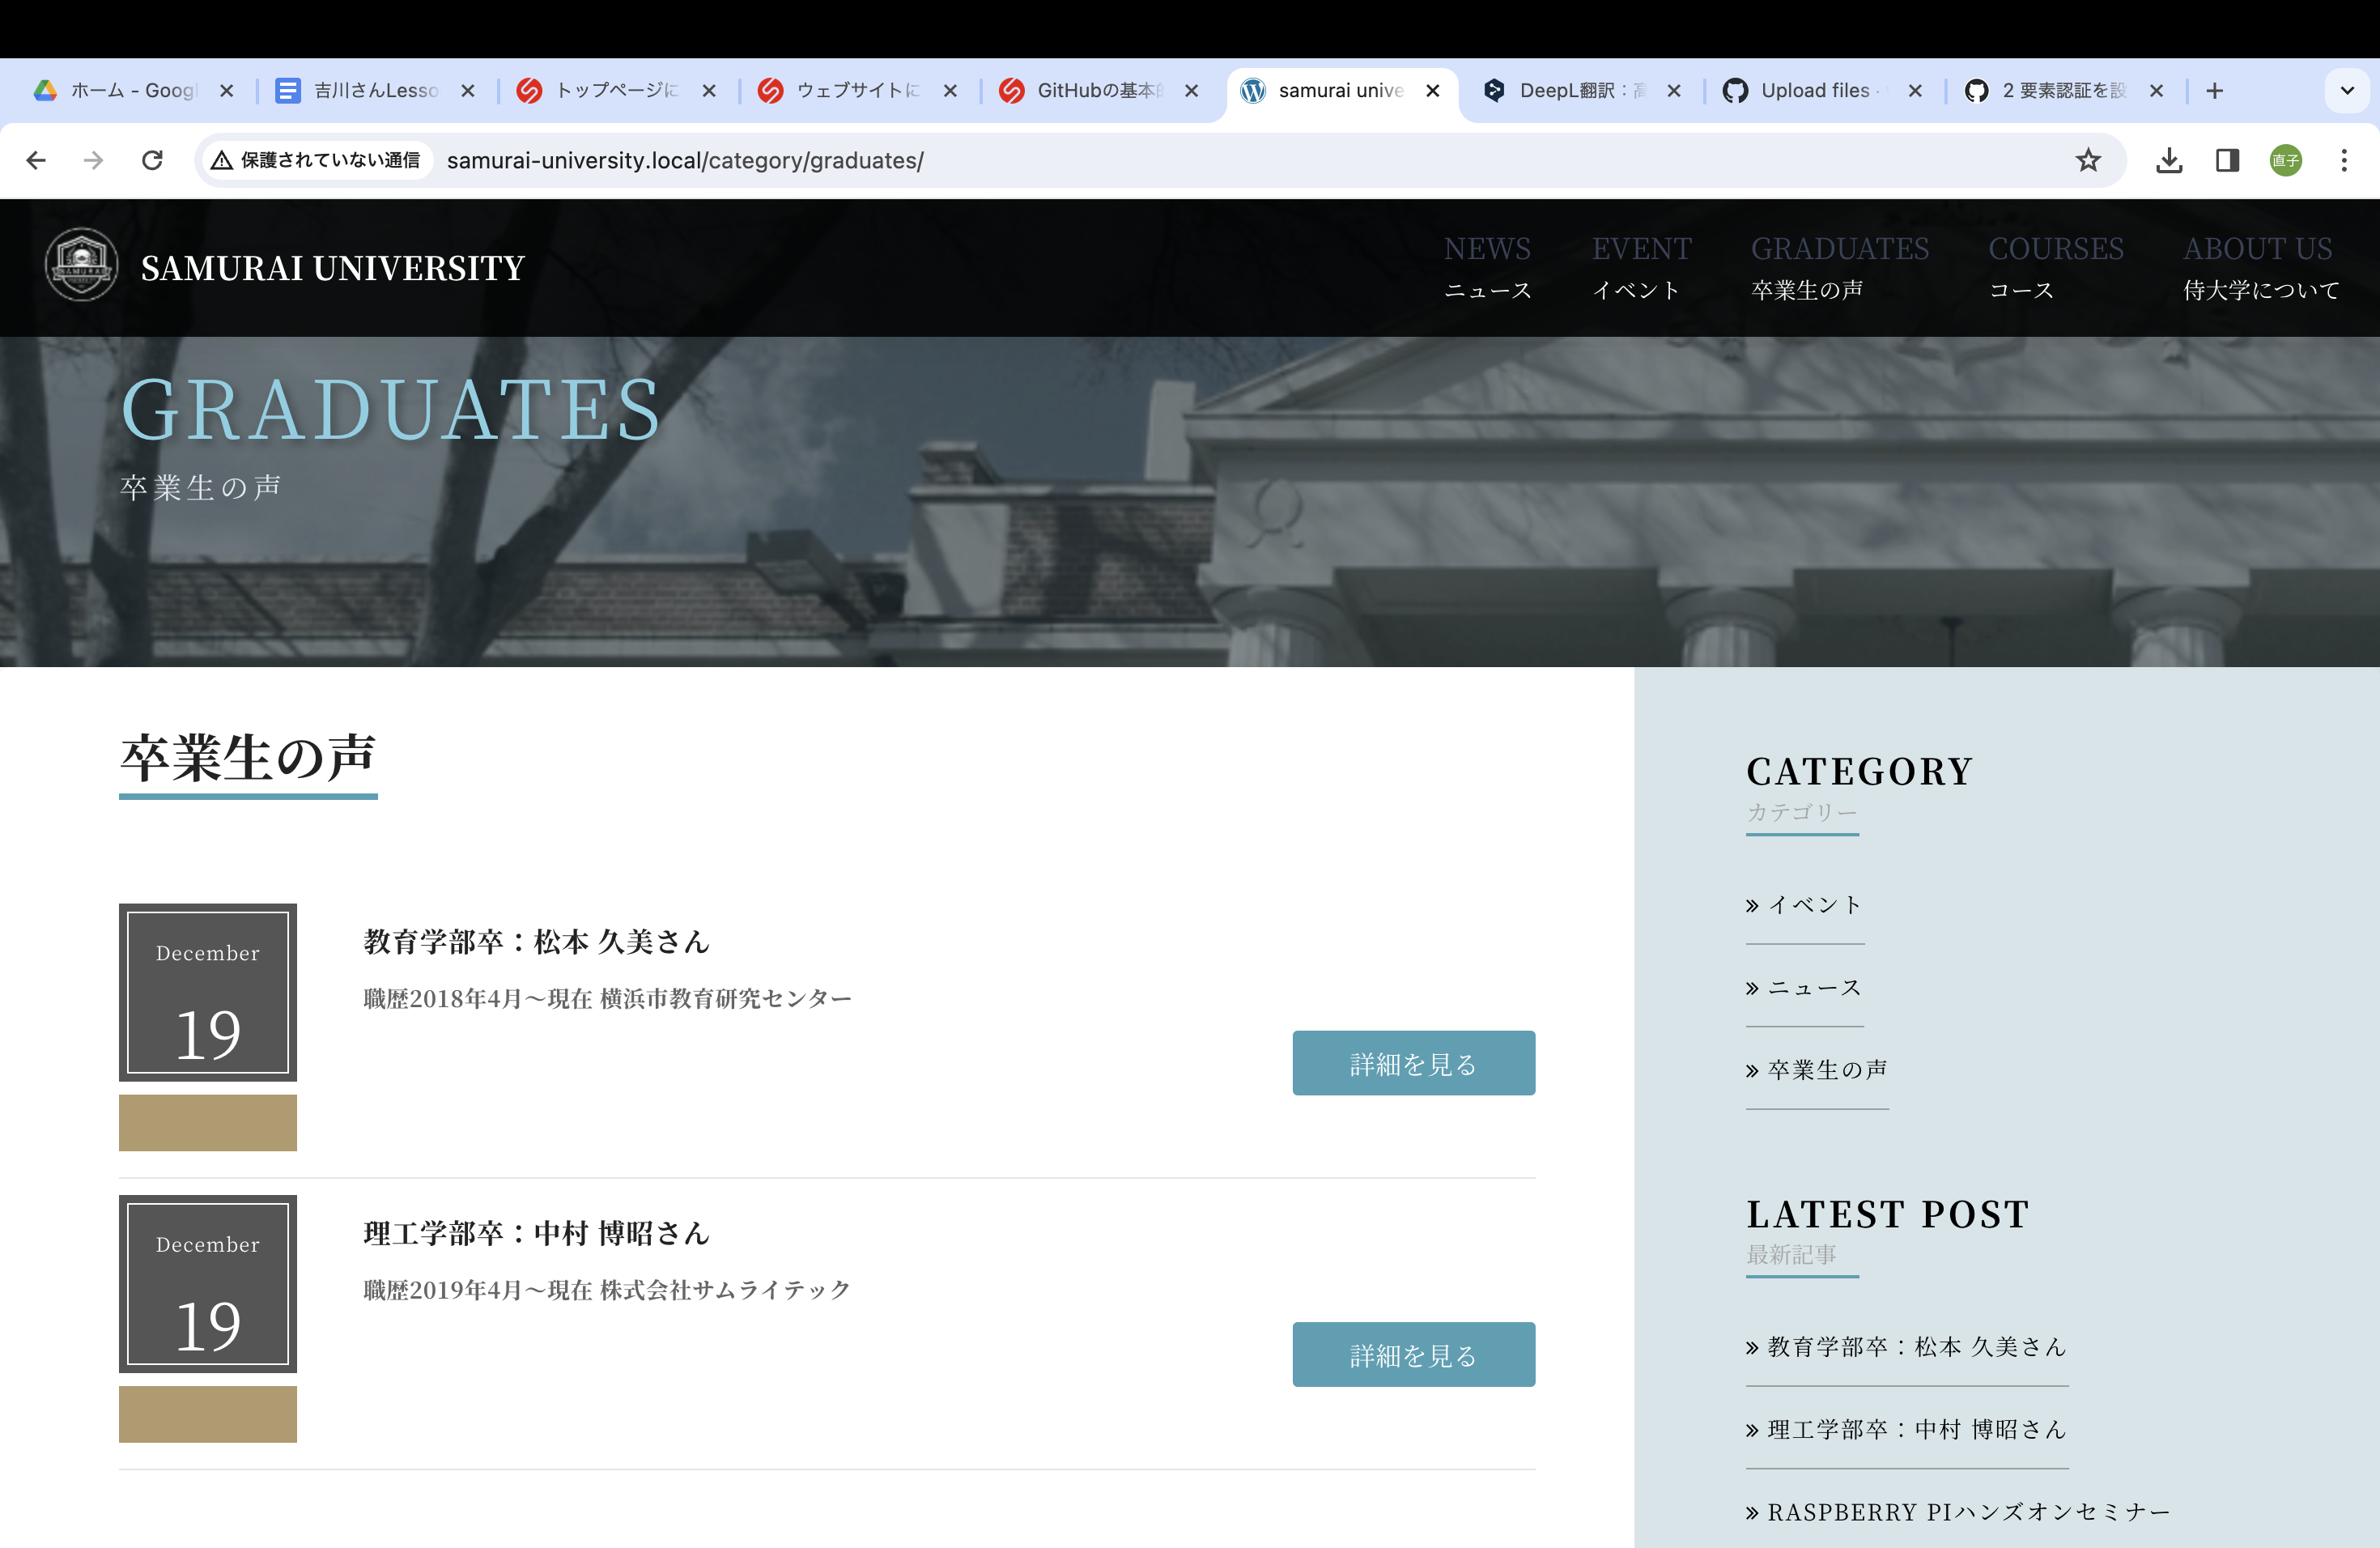 ホーム - Googl
吉川さんLesso
トップページに
ウェブサイトに
GitHubの基本的
samurai unive
DeepL翻訳：高
Upload files ·
2 要素認証を設
保護されていない通信
samurai-university.local/category/graduates/
直子
SAMURAI
SAMURAI UNIVERSITY
NEWS
ニュース
EVENT
イベント
GRADUATES
卒業生の声
COURSES
コース
ABOUT US
侍大学について
GRADUATES
卒業生の声
卒業生の声
December
19
教育学部卒：松本 久美さん
職歴2018年4月〜現在 横浜市教育研究センター
詳細を見る
December
19
理工学部卒：中村 博昭さん
職歴2019年4月〜現在 株式会社サムライテック
詳細を見る
CATEGORY
カテゴリー
» イベント
» ニュース
» 卒業生の声
LATEST POST
最新記事
» 教育学部卒：松本 久美さん
» 理工学部卒：中村 博昭さん
» RASPBERRY PIハンズオンセミナー